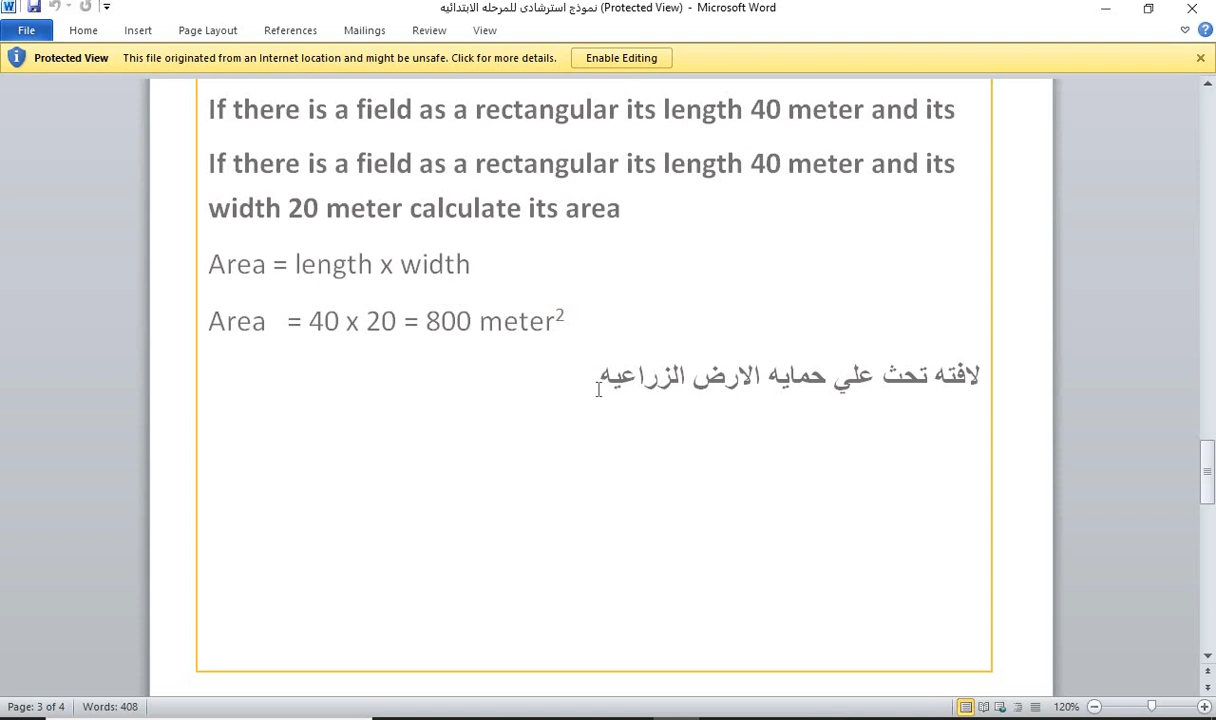 نموذج استرشادى للمرحله الابتدائيه (Protected View) - Microsoft Word
File Home Insert Page Layout References Mailings Review View
Protected View This file originated from an Internet location and might be unsafe. Click for more details. Enable Editing
If there is a field as a rectangular its length 40 meter and its
If there is a field as a rectangular its length 40 meter and its
width 20 meter calculate its area
Area = length x width
Area = 40 x 20 = 800 meter²
لافته تحث علي حمايه الارض الزراعيه
Page: 3 of 4 Words: 408 120%